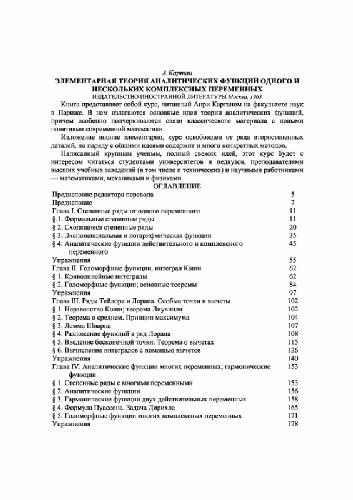 А Картан
ЭЛЕМЕНТАРНАЯ ТЕОРИЯ АНАЛИТИЧЕСКИХ ФУНКЦИЙ ОДНОГО И
НЕСКОЛЬКИХ КОМПЛЕКСНЫХ ПЕРЕМЕННЫХ
ИЗДАТЕЛЬСТВО ИНОСТРАННОЙ ЛИТЕРАТУРЫ Москва, 1963
Книга представляет собой курс, читанный Анри Картаном на факультете наук
в Париже. В нем излагаются основные идеи теории аналитических функций,
причем особенно подчеркиваются связи классического материала с новыми
понятиями современной математики.
Изложение вполне элементарно, курс освобожден от ряда второстепенных
деталей, но наряду с общими идеями содержит и много конкретных методов.
Написанный крупным ученым, полный свежих идей, этот курс будет с
интересом читаться студентами университетов и педвузов, преподавателями
высших учебных заведений (в том числе и технических) и научными работниками
— математиками, механиками и физиками.
ОГЛАВЛЕНИЕ
Предисловие редактора перевода 5
Предисловие 7
Глава I. Степенные ряды от одного переменного 11
§ 1. Формальные степенные ряды 11
§ 2. Сходящиеся степенные ряды 20
§ 3. Экспоненциальная и логарифмическая функции 35
§ 4. Аналитические функции действительного и комплексного 45
переменного
Упражнения 55
Глава II. Голоморфные функции, интеграл Коши 62
§ 1. Криволинейные интегралы 62
§ 2. Голоморфные функции; основные теоремы 84
Упражнения 97
Глава III. Ряды Тейлора и Лорана. Особые точки и вычеты 102
§ 1. Неравенство Коши; теорема Лиувилля 102
§ 2. Теорема о среднем. Принцип максимума 104
§ 3. Лемма Шварца 107
§ 4. Разложение функций в ряд Лорана 108
§ 5. Введение бесконечной точки. Теорема о вычетах 115
§ 6. Вычисление интегралов с помощью вычетов 126
Упражнения 140
Глава IV. Аналитические функции многих переменных; гармонические 153
функции
§ 1. Степенные ряды с многими переменными 153
§ 2. Аналитические функции 156
§ 3. Гармонические функции двух действительных переменных 158
§ 4. Формула Пуассона. Задача Дирихле 165
§ 5. Голоморфные функции многих комплексных переменных 171
Упражнения 178